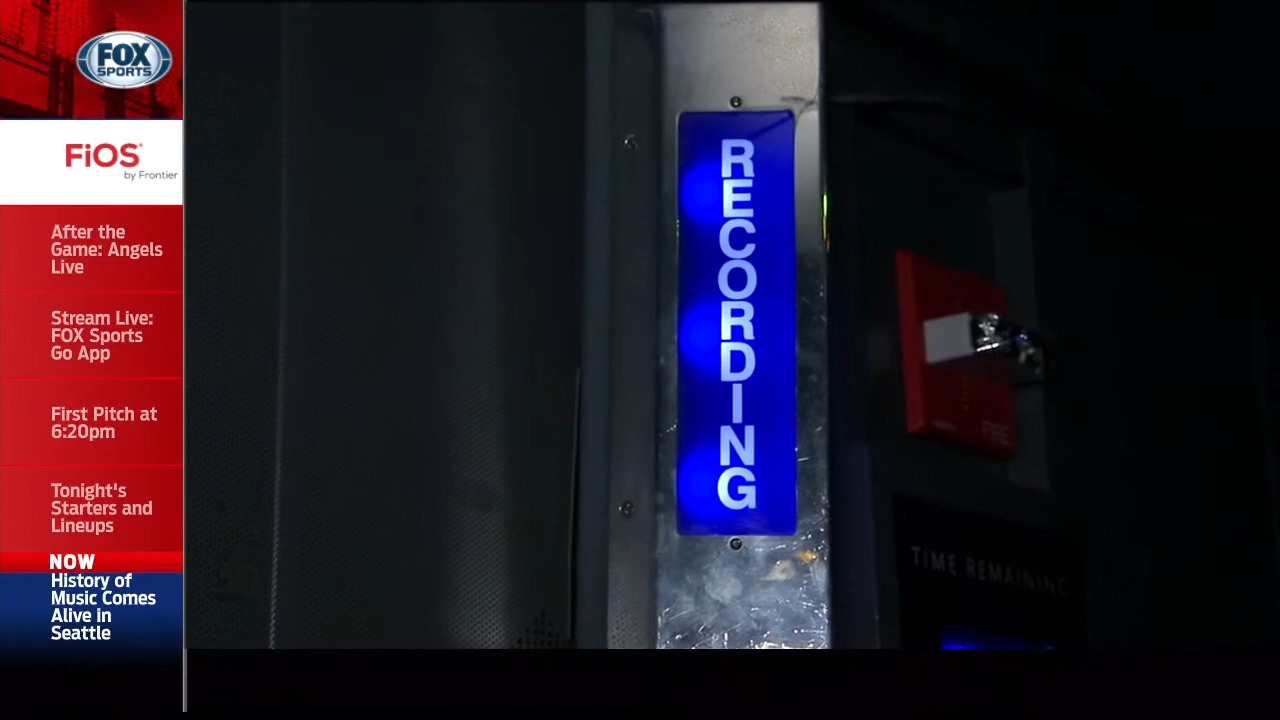 FOX
SPORTS
FiOS
by Frontier
After the
Game: Angels
Live
Stream Live:
FOX Sports
Go App
First Pitch at
6:20pm
Tonight's
Starters and
Lineups
NOW
History of
Music Comes
Alive in
Seattle
RECORDING
FIRE
TIME REMAINING